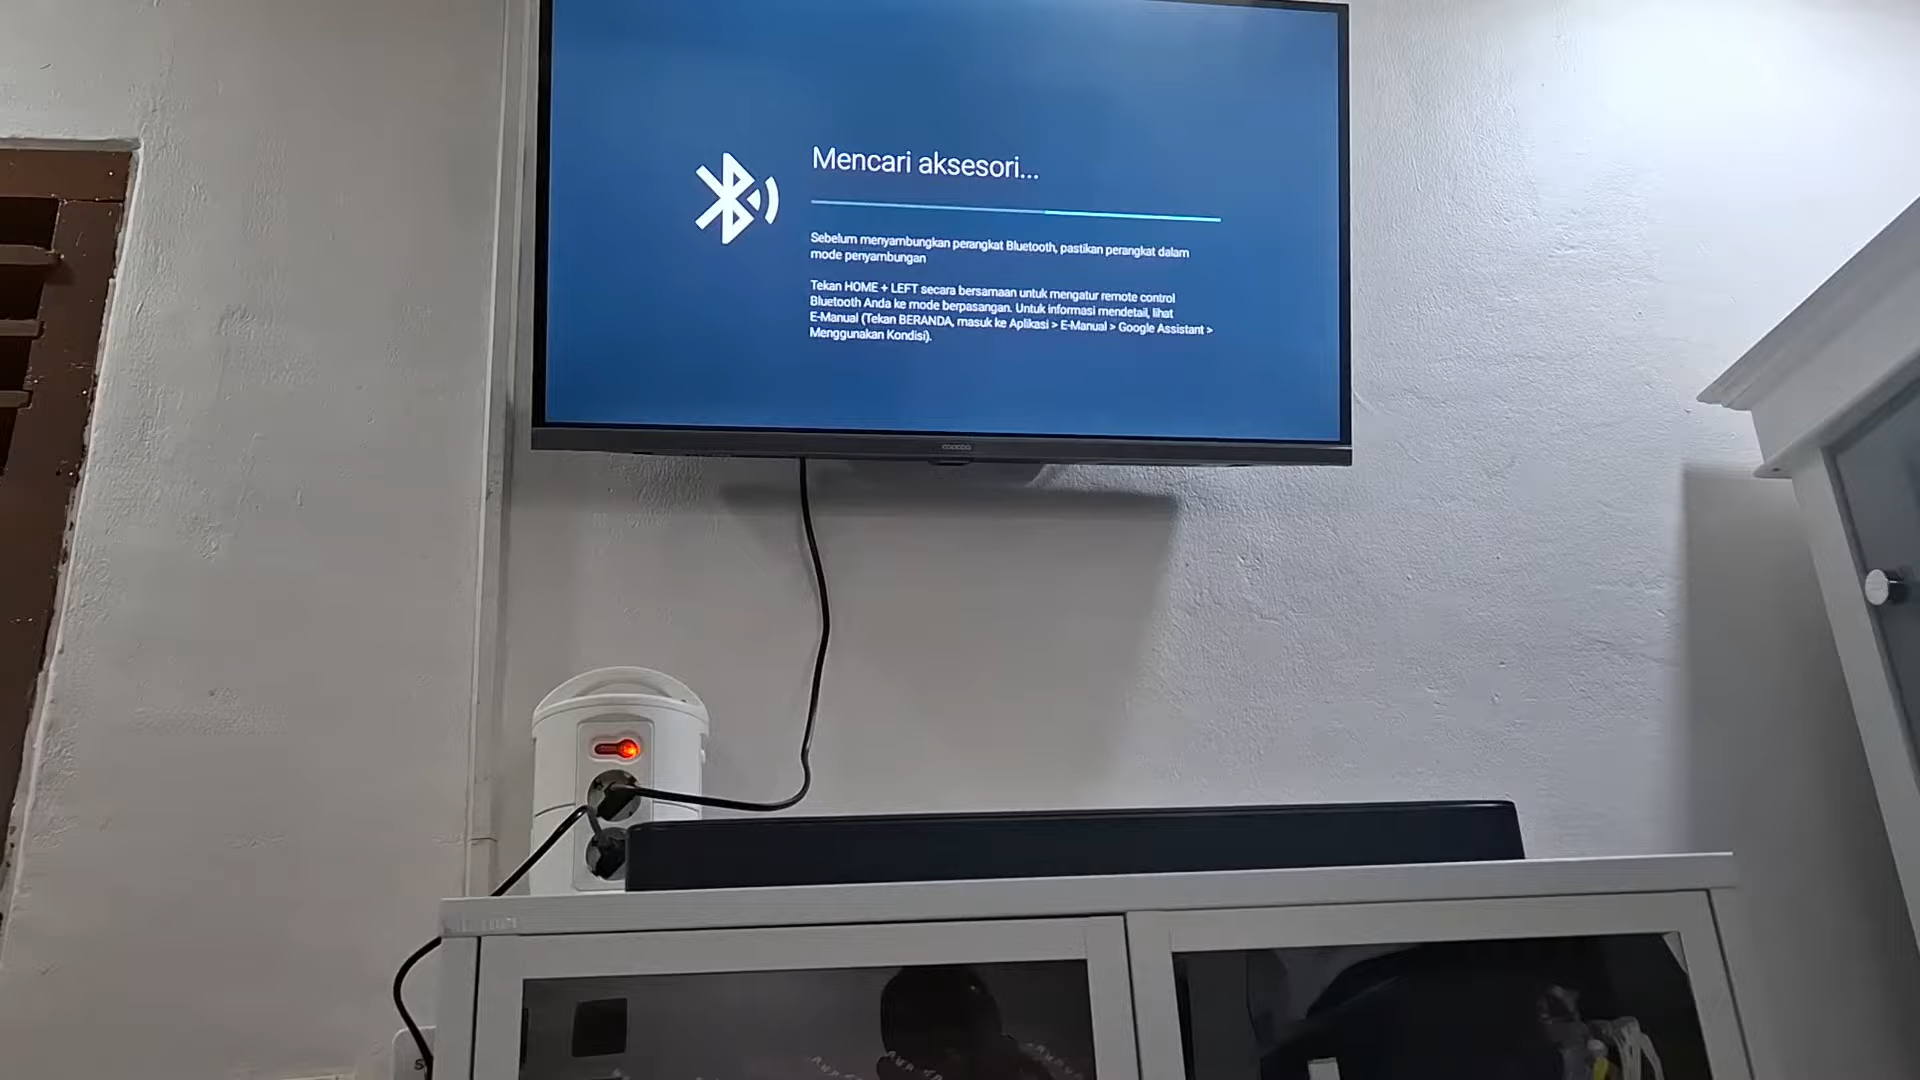 Mencari aksesori...
Sebelum menyambungkan perangkat Bluetooth, pastikan perangkat dalam
mode penyambungan
Tekan HOME + LEFT secara bersamaan untuk mengatur remote control
Bluetooth Anda ke mode berpasangan. Untuk informasi mendetail, lihat
E-Manual (Tekan BERANDA, masuk ke Aplikasi > E-Manual > Google Assistant >
Menggunakan Kondisi).
coocaa